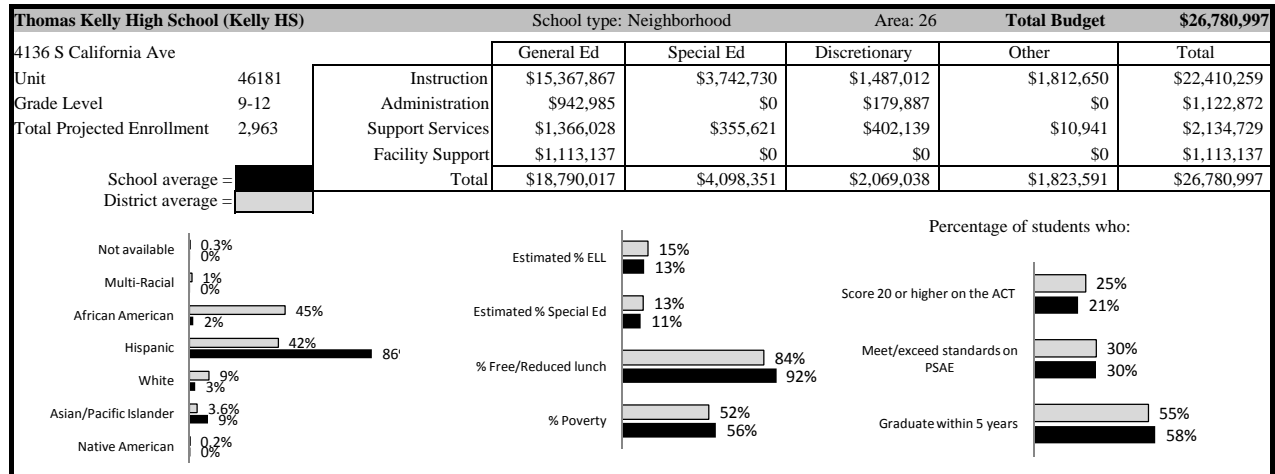 Thomas Kelly High School (Kelly HS) School type: Neighborhood Area: 26 Total Budget $26,780,997
4136 S California Ave General Ed Special Ed Discretionary Other Total
Unit 46181 Instruction $15,367,867 $3,742,730 $1,487,012 $1,812,650 $22,410,259
Grade Level 9-12 Administration $942,985 $0 $179,887 $0 $1,122,872
Total Projected Enrollment 2,963 Support Services $1,366,028 $355,621 $402,139 $10,941 $2,134,729
Facility Support $1,113,137 $0 $0 $0 $1,113,137
School average = Total $18,790,017 $4,098,351 $2,069,038 $1,823,591 $26,780,997
District average =
Not available 0.3%
0%
Multi-Racial 1%
0%
African American 45%
2%
Hispanic 42%
86
White 9%
3%
Asian/Pacific Islander 3.6%
9%
Native American 0.2%
0%
Estimated % ELL 15%
13%
Estimated % Special Ed 13%
11%
% Free/Reduced lunch 84%
92%
% Poverty 52%
56%
Percentage of students who:
Score 20 or higher on the ACT 25%
21%
Meet/exceed standards on
PSAE
30%
30%
Graduate within 5 years 55%
58%